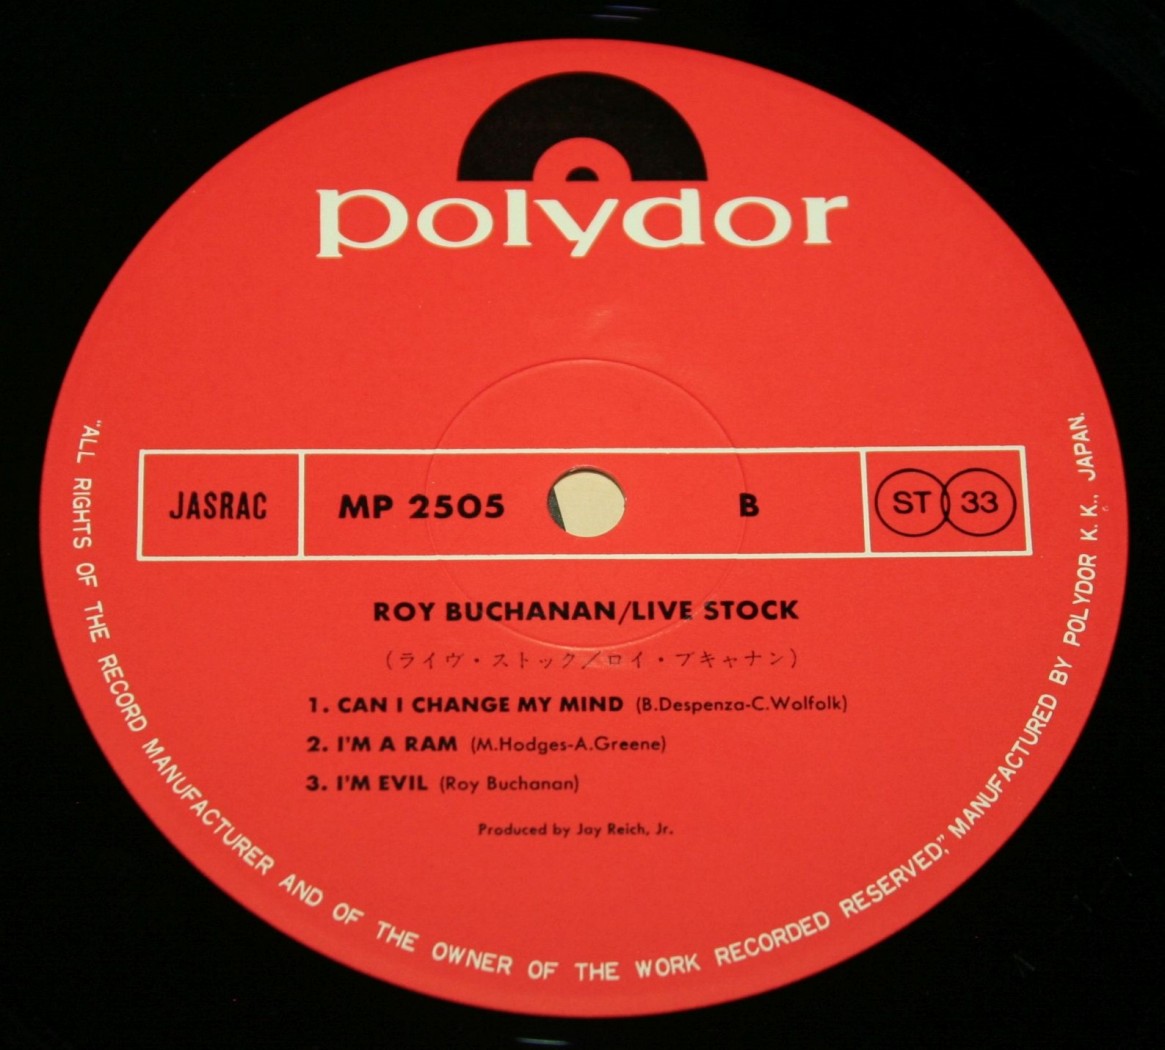 polydor
JASRAC
MP 2505
B
ST 33
ROY BUCHANAN/LIVE STOCK
（ライヴ・ストック／ロイ・ブキャナン）
1. CAN I CHANGE MY MIND (B.Despenza-C.Wolfolk)
2. I'M A RAM (M.Hodges-A.Greene)
3. I'M EVIL (Roy Buchanan)
Produced by Jay Reich, Jr.
"ALL RIGHTS OF THE RECORD MANUFACTURER AND OF THE OWNER OF THE WORK RECORDED RESERVED," MANUFACTURED BY POLYDOR K. K., JAPAN.